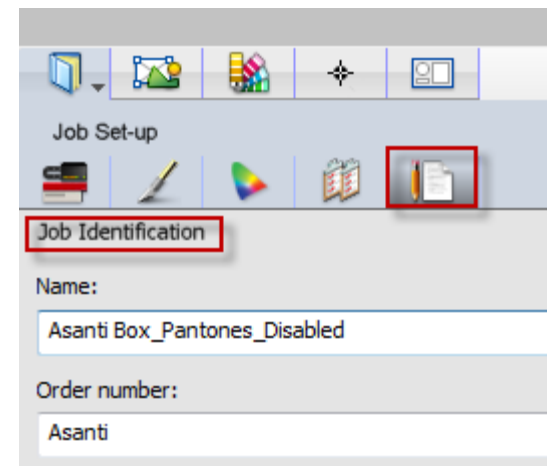 Job Set-up
Job Identification
Name:
Asanti Box_Pantones_Disabled
Order number:
Asanti